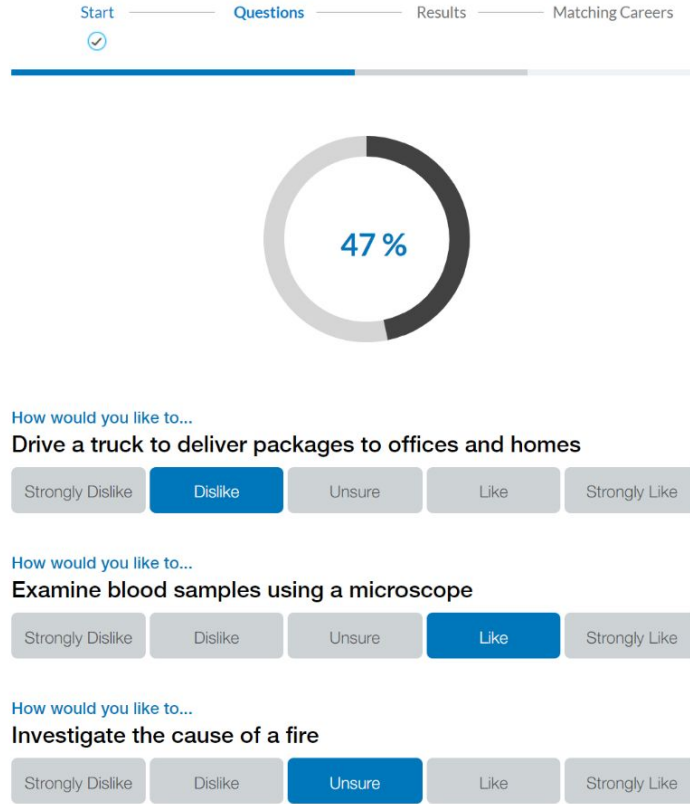 Start Questions Results Matching Careers
47 %
How would you like to...
Drive a truck to deliver packages to offices and homes
Strongly Dislike Dislike Unsure Like Strongly Like
How would you like to...
Examine blood samples using a microscope
Strongly Dislike Dislike Unsure Like Strongly Like
How would you like to...
Investigate the cause of a fire
Strongly Dislike Dislike Unsure Like Strongly Like